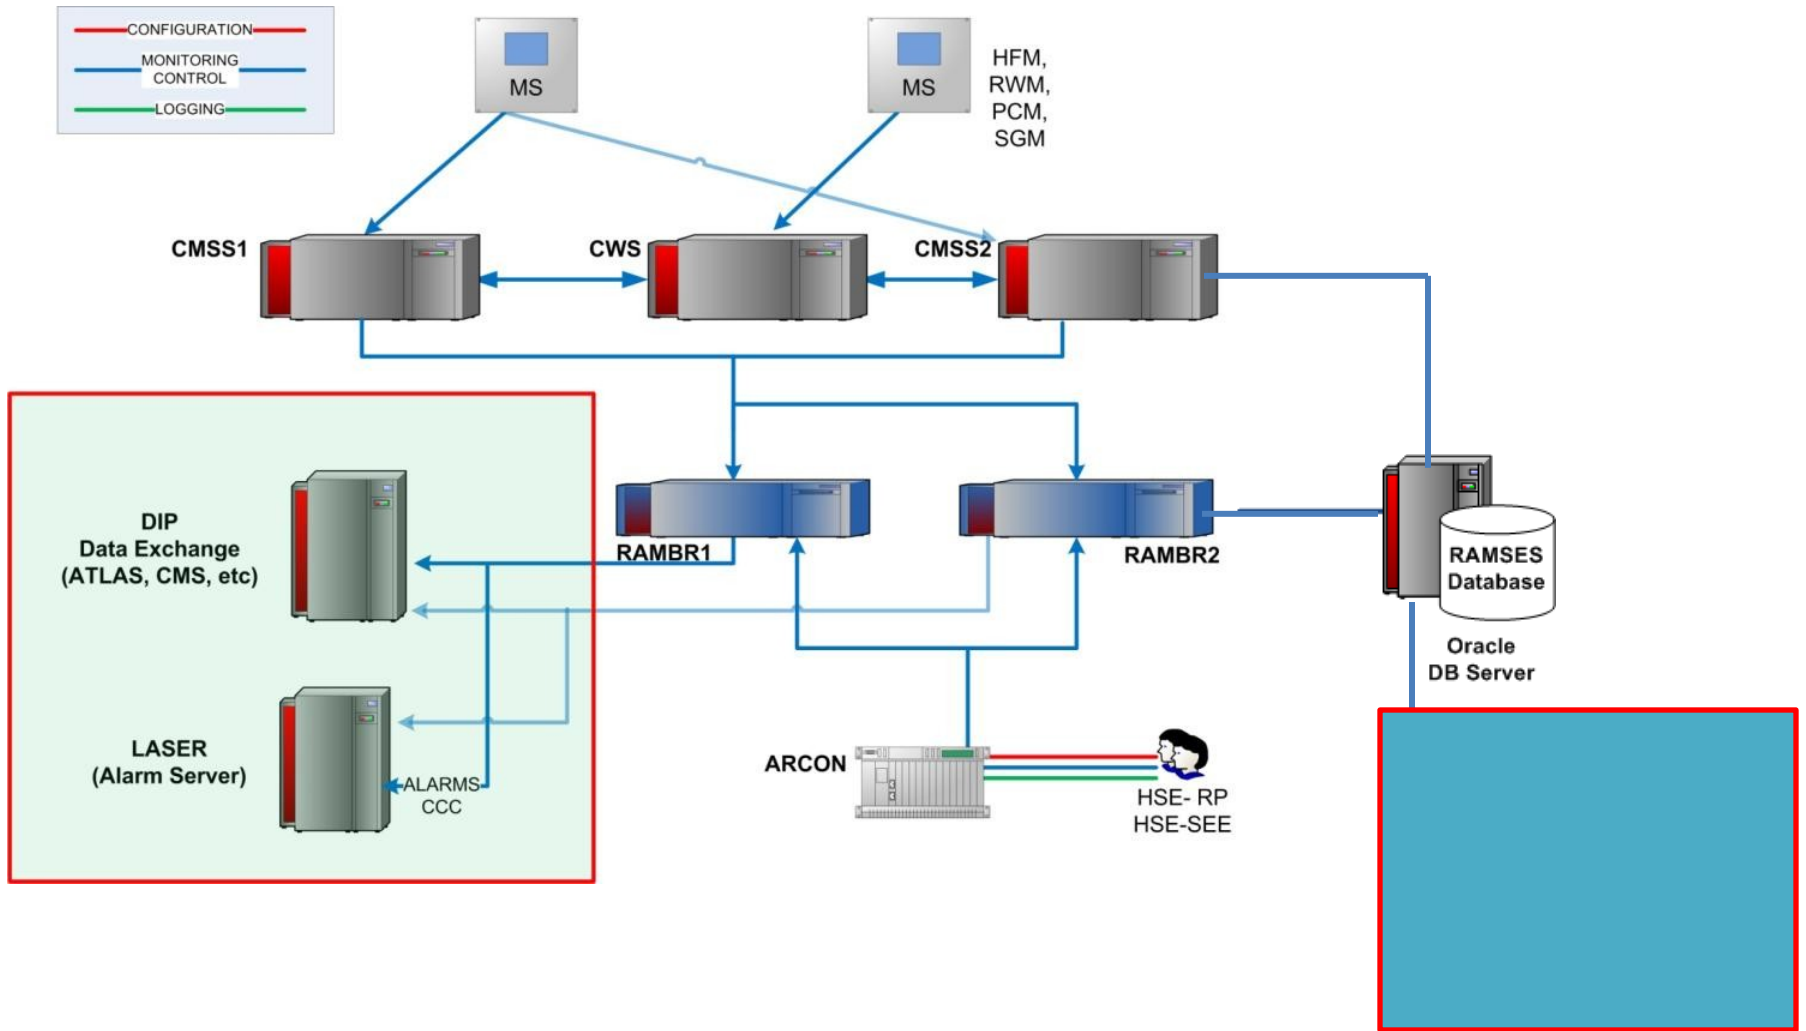 CONFIGURATION
MONITORING
CONTROL
LOGGING
MS
MS
HFM,
RWM,
PCM,
SGM
CMSS1
CWS
CMSS2
DIP
Data Exchange
(ATLAS, CMS, etc)
RAMBR1
RAMBR2
RAMSES
Database
Oracle
DB Server
LASER
(Alarm Server)
ALARMS
CCC
ARCON
HSE- RP
HSE-SEE